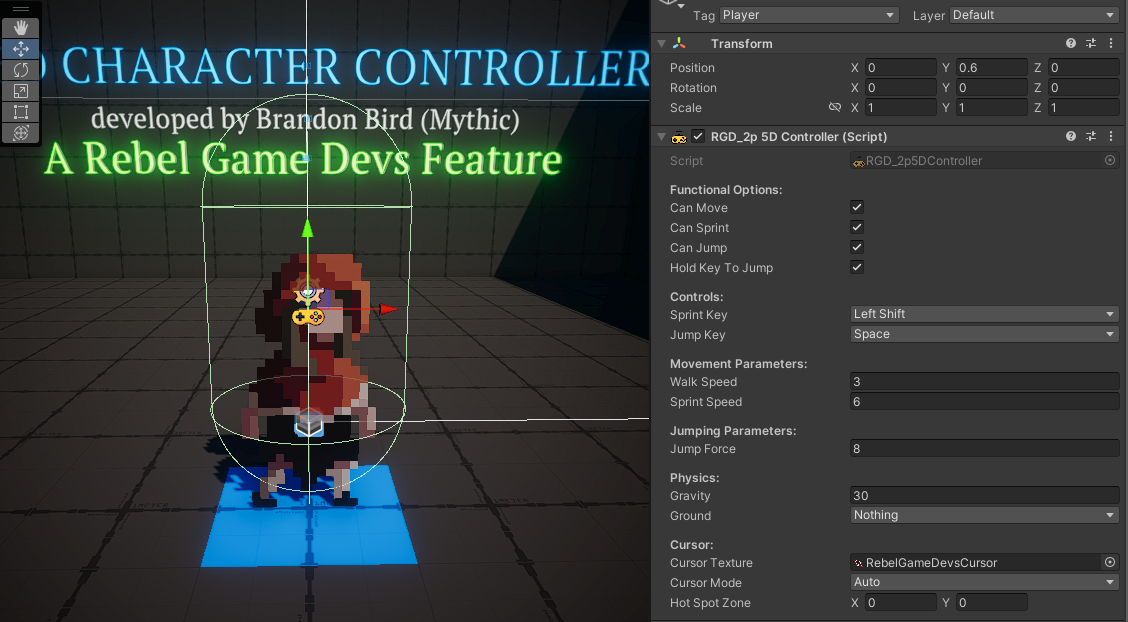 D CHARACTER CONTROLLER
developed by Brandon Bird (Mythic)
A Rebel Game Devs Feature
Tag Player Layer Default
Transform
Position X 0 Y 0.6 Z 0
Rotation X 0 Y 0 Z 0
Scale X 1 Y 1 Z 1
RGD_2p 5D Controller (Script)
Script RGD_2p5DController
Functional Options:
Can Move
Can Sprint
Can Jump
Hold Key To Jump
Controls:
Sprint Key Left Shift
Jump Key Space
Movement Parameters:
Walk Speed 3
Sprint Speed 6
Jumping Parameters:
Jump Force 8
Physics:
Gravity 30
Ground Nothing
Cursor:
Cursor Texture RebelGameDevsCursor
Cursor Mode Auto
Hot Spot Zone X 0 Y 0